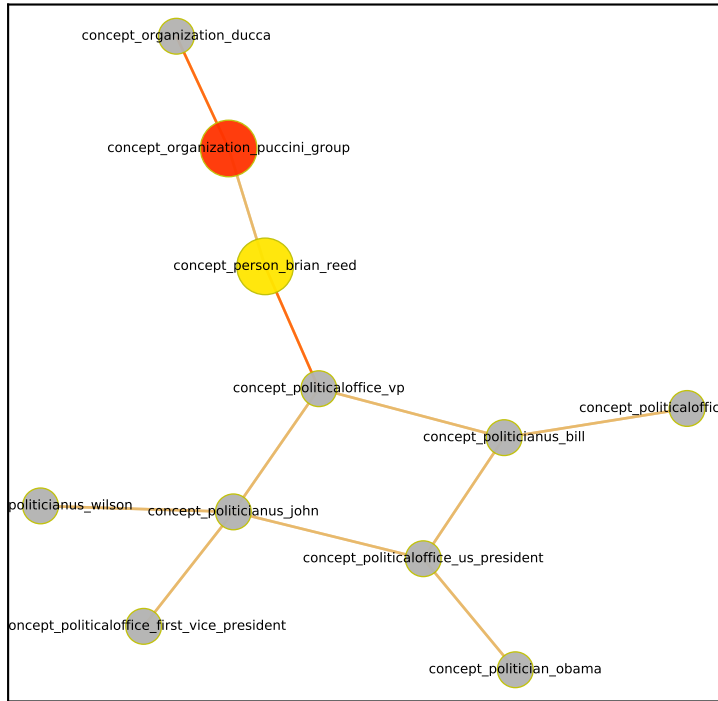 concept_organization_ducca
concept_organization_puccini_group
concept_person_brian_reed
concept_politicaloffice_vp
concept_politicaloffic
concept_politicianus_bill
politicianus_wilson
concept_politicianus_john
concept_politicaloffice_us_president
oncept_politicaloffice_first_vice_president
concept_politician_obama